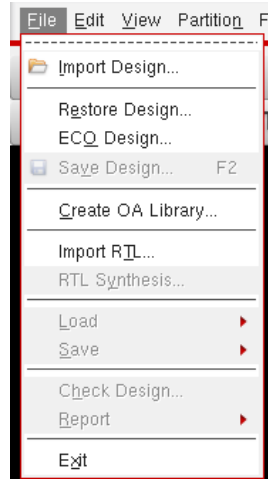 File Edit View Partition F
Import Design...
Restore Design...
ECO Design...
Save Design... F2
Create OA Library...
Import RTL...
RTL Synthesis...
Load
Save
Check Design...
Report
Exit